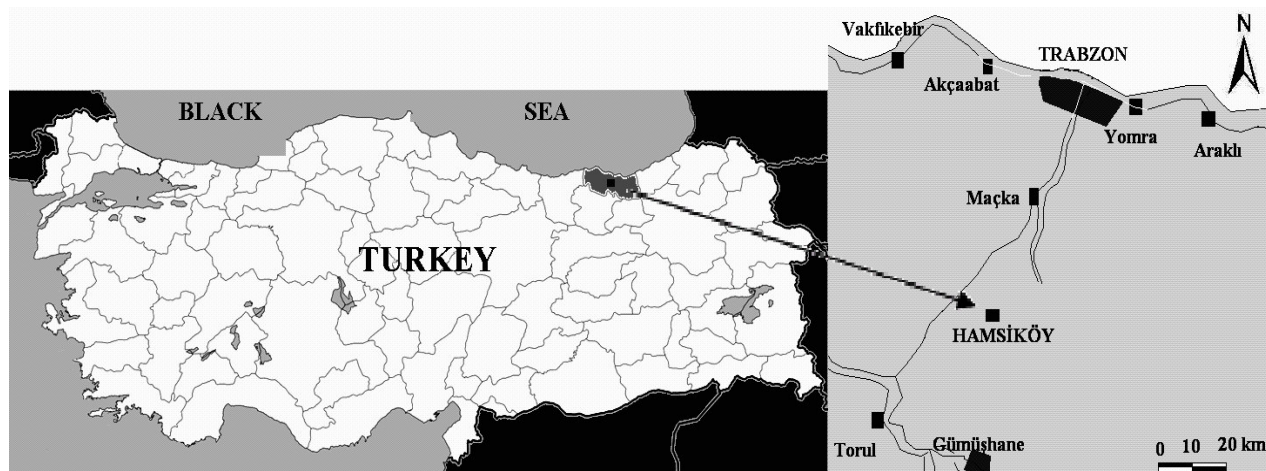 BLACK SEA
TURKEY
N
Vakfıkebir
TRABZON
Akçaabat
Yomra
Araklı
Maçka
HAMSİKÖY
Torul
Gümüşhane
0 10 20 km